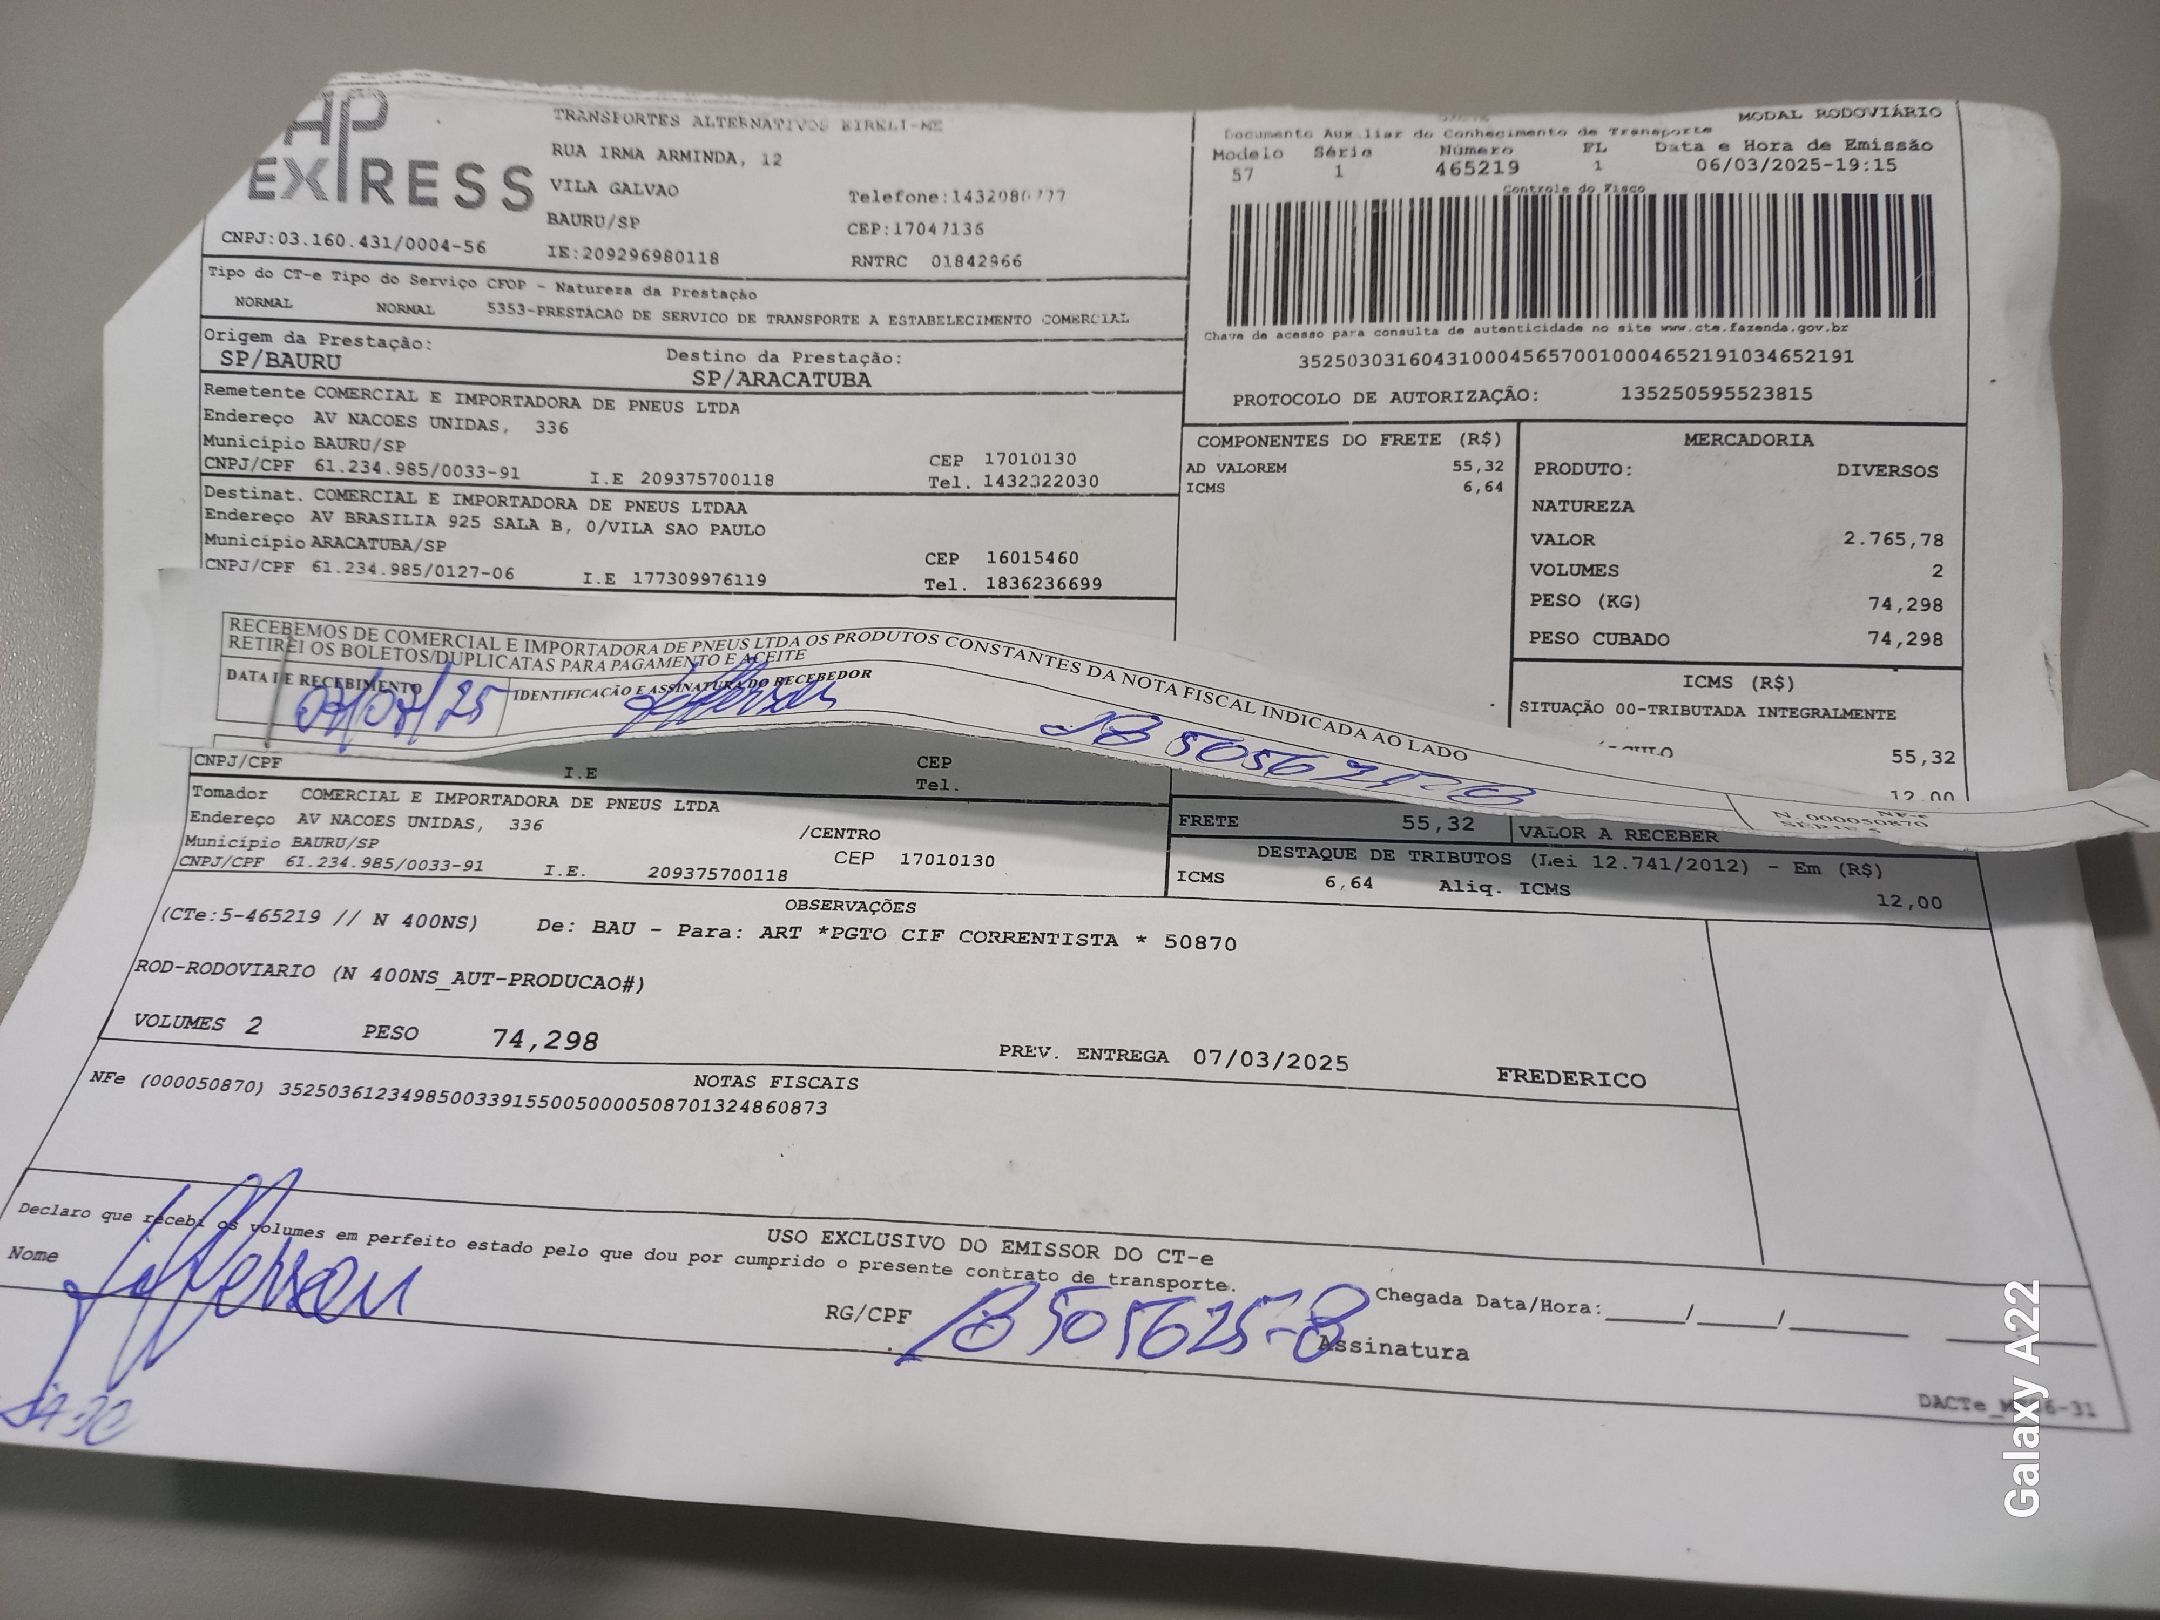 AP
EXPRESS
TRANSPORTES ALTERNATIVOS EIRELI-ME
RUA IRMA ARMINDA, 12
VILA GALVAO
Telefone:
BAURU/SP
CEP:17047136
CNPJ:03.160.431/0004-56
IE:209296980118
RNTRC 01842966
MODAL RODOVIÁRIO
Documento Auxiliar do Conhecimento de Transporte
Modelo Série Número FL Data e Hora de Emissão
57 1 465219 1 06/03/2025-19:15
Controle do Fisco
Chave de acesso para consulta de autenticidade no site www.cte.fazenda.gov.br
35250303160431000456570010004652191034652191
PROTOCOLO DE AUTORIZAÇÃO: 135250595523815
Tipo do CT-e Tipo do Serviço CFOP - Natureza da Prestação
NORMAL NORMAL 5353-PRESTACAO DE SERVICO DE TRANSPORTE A ESTABELECIMENTO COMERCIAL
Origem da Prestação: Destino da Prestação:
SP/BAURU SP/ARACATUBA
Remetente COMERCIAL E IMPORTADORA DE PNEUS LTDA
Endereço AV NACOES UNIDAS, 336
Município BAURU/SP CEP 17010130
CNPJ/CPF 61.234.985/0033-91 I.E 209375700118 Tel. 1432322030
Destinat. COMERCIAL E IMPORTADORA DE PNEUS LTDAA
Endereço AV BRASILIA 925 SALA B, 0/VILA SAO PAULO
Município ARACATUBA/SP CEP 16015460
CNPJ/CPF 61.234.985/0127-06 I.E 177309976119 Tel. 1836236699
COMPONENTES DO FRETE (R$)
AD VALOREM 55,32
ICMS 6,64
MERCADORIA
PRODUTO: DIVERSOS
NATUREZA
VALOR 2.765,78
VOLUMES 2
PESO (KG) 74,298
PESO CUBADO 74,298
ICMS (R$)
SITUAÇÃO 00-TRIBUTADA INTEGRALMENTE
55,32
12,00
RECEBEMOS DE COMERCIAL E IMPORTADORA DE PNEUS LTDA OS PRODUTOS CONSTANTES DA NOTA FISCAL INDICADA AO LADO
RETIREI OS BOLETOS/DUPLICATAS PARA PAGAMENTO E ACEITE
DATA DE RECEBIMENTO IDENTIFICAÇÃO E ASSINATURA DO RECEBEDOR
Jefferson
NF-e
N. 000050870
SERIE 5
CNPJ/CPF I.E CEP
Tel.
Tomador COMERCIAL E IMPORTADORA DE PNEUS LTDA
Endereço AV NACOES UNIDAS, 336 /CENTRO
Município BAURU/SP CEP 17010130
CNPJ/CPF 61.234.985/0033-91 I.E. 209375700118
FRETE 55,32 VALOR A RECEBER
DESTAQUE DE TRIBUTOS (Lei 12.741/2012) - Em (R$)
ICMS 6,64 Aliq. ICMS 12,00
OBSERVAÇÕES
(CTe:5-465219 // N 400NS) De: BAU - Para: ART *PGTO CIF CORRENTISTA * 50870
ROD-RODOVIARIO (N 400NS_AUT-PRODUCAO#)
VOLUMES 2 PESO 74,298 PREV. ENTREGA 07/03/2025 FREDERICO
NOTAS FISCAIS
NFe (000050870) 35250361234985003391550050000508701324860873
USO EXCLUSIVO DO EMISSOR DO CT-e
Declaro que recebi os volumes em perfeito estado pelo que dou por cumprido o presente contrato de transporte.
Nome Jefferson RG/CPF Chegada Data/Hora: ____/____/____
Assinatura
Galaxy A22